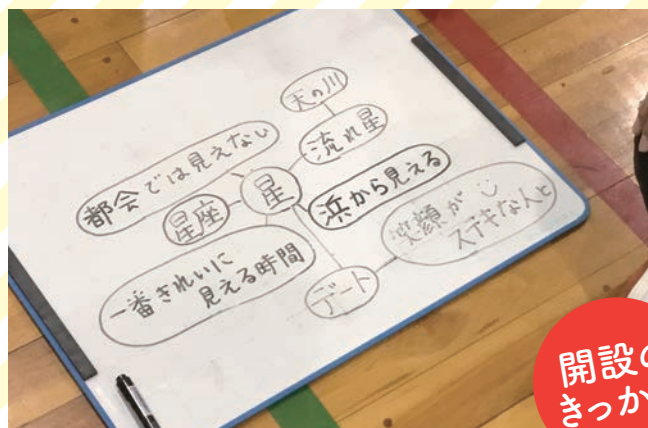 天の川
流れ星
都会では見えない
星
星座
浜から見える
笑顔が
ステキな人と
一番きれいに
見える時間
デート
開設の
きっか